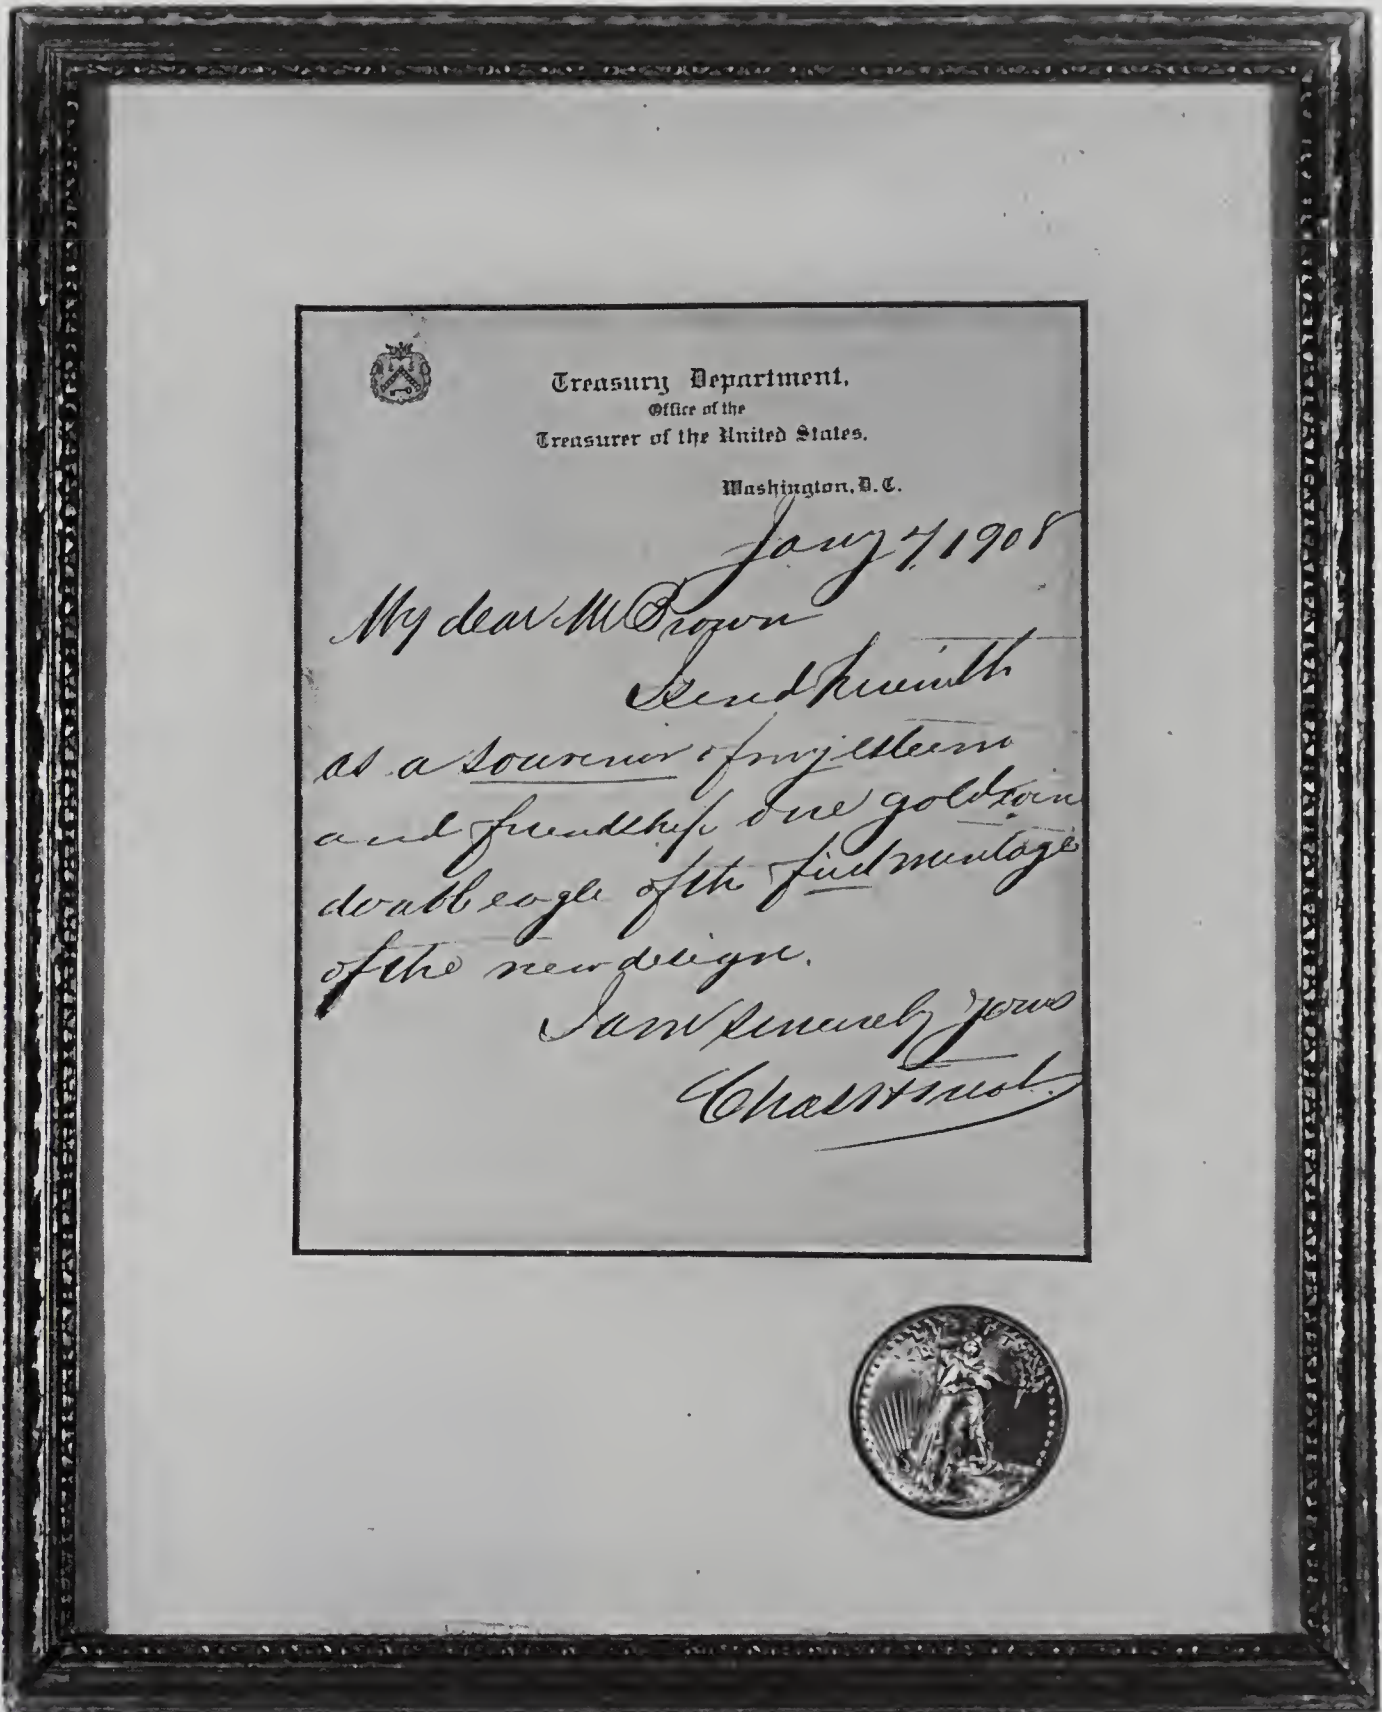 Treasury Department,
Office of the
Treasurer of the United States.
Washington, D.C.
Jany 7, 1908
My dear Mr Brown
I send herewith
as a souvenir of my esteem
and friendship one gold coin
double eagle of the first mintage
of the new design.
I am sincerely yours
Chas H Treat.